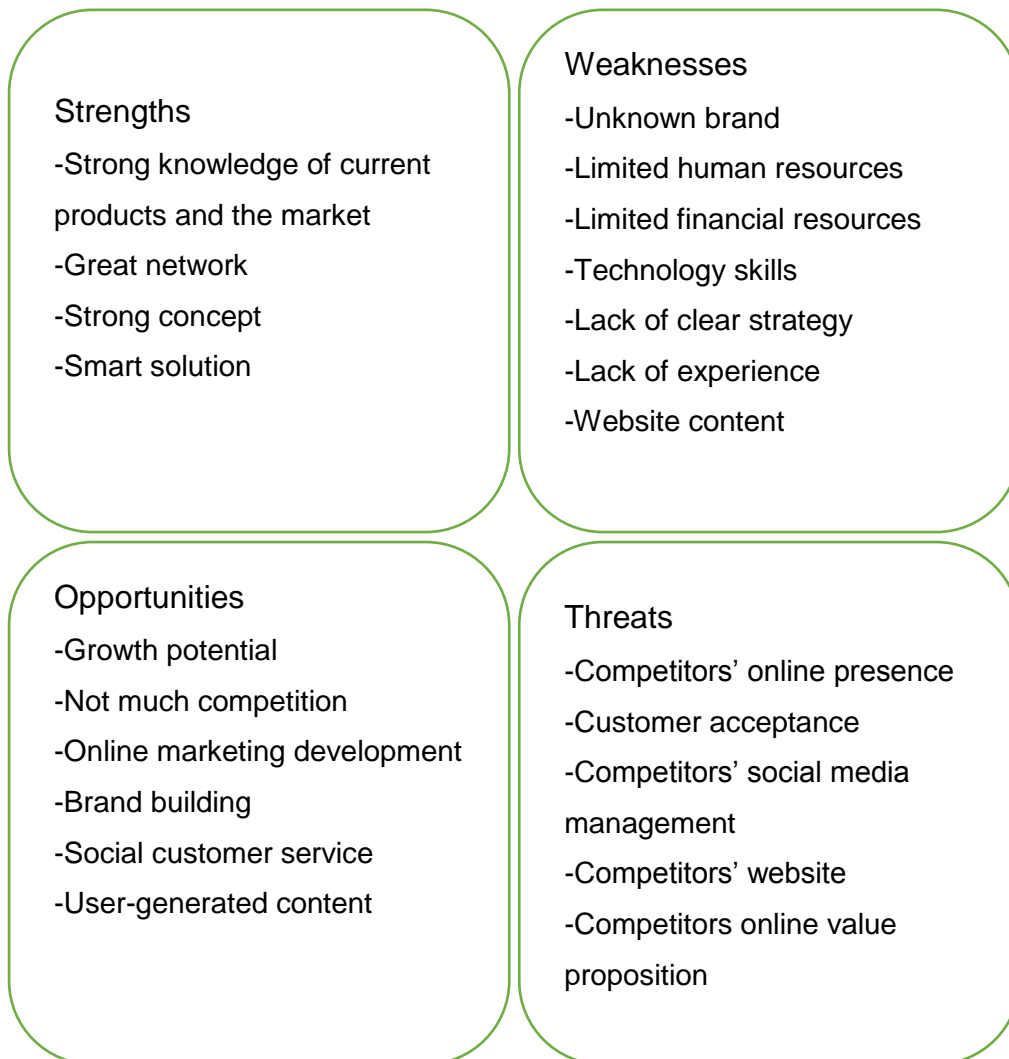 Strengths
-Strong knowledge of current
products and the market
-Great network
-Strong concept
-Smart solution
Weaknesses
-Unknown brand
-Limited human resources
-Limited financial resources
-Technology skills
-Lack of clear strategy
-Lack of experience
-Website content
Opportunities
-Growth potential
-Not much competition
-Online marketing development
-Brand building
-Social customer service
-User-generated content
Threats
-Competitors’ online presence
-Customer acceptance
-Competitors’ social media
management
-Competitors’ website
-Competitors online value
proposition